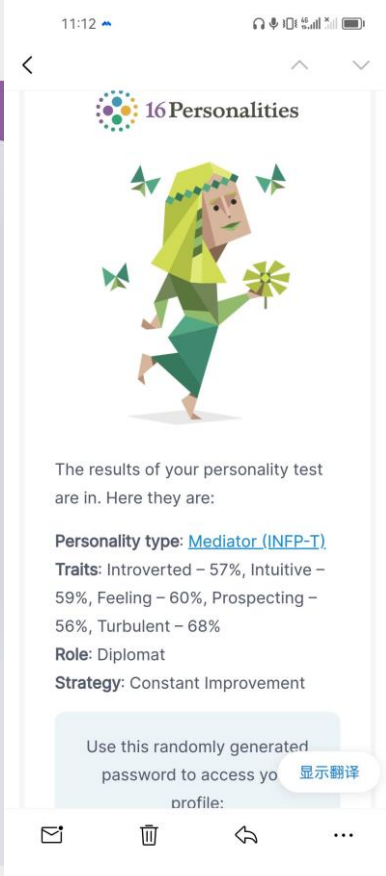 11:12
16Personalities
The results of your personality test
are in. Here they are:
Personality type: Mediator (INFP-T)
Traits: Introverted – 57%, Intuitive –
59%, Feeling – 60%, Prospecting –
56%, Turbulent – 68%
Role: Diplomat
Strategy: Constant Improvement
Use this randomly generated
password to access yo
显示翻译
profile: